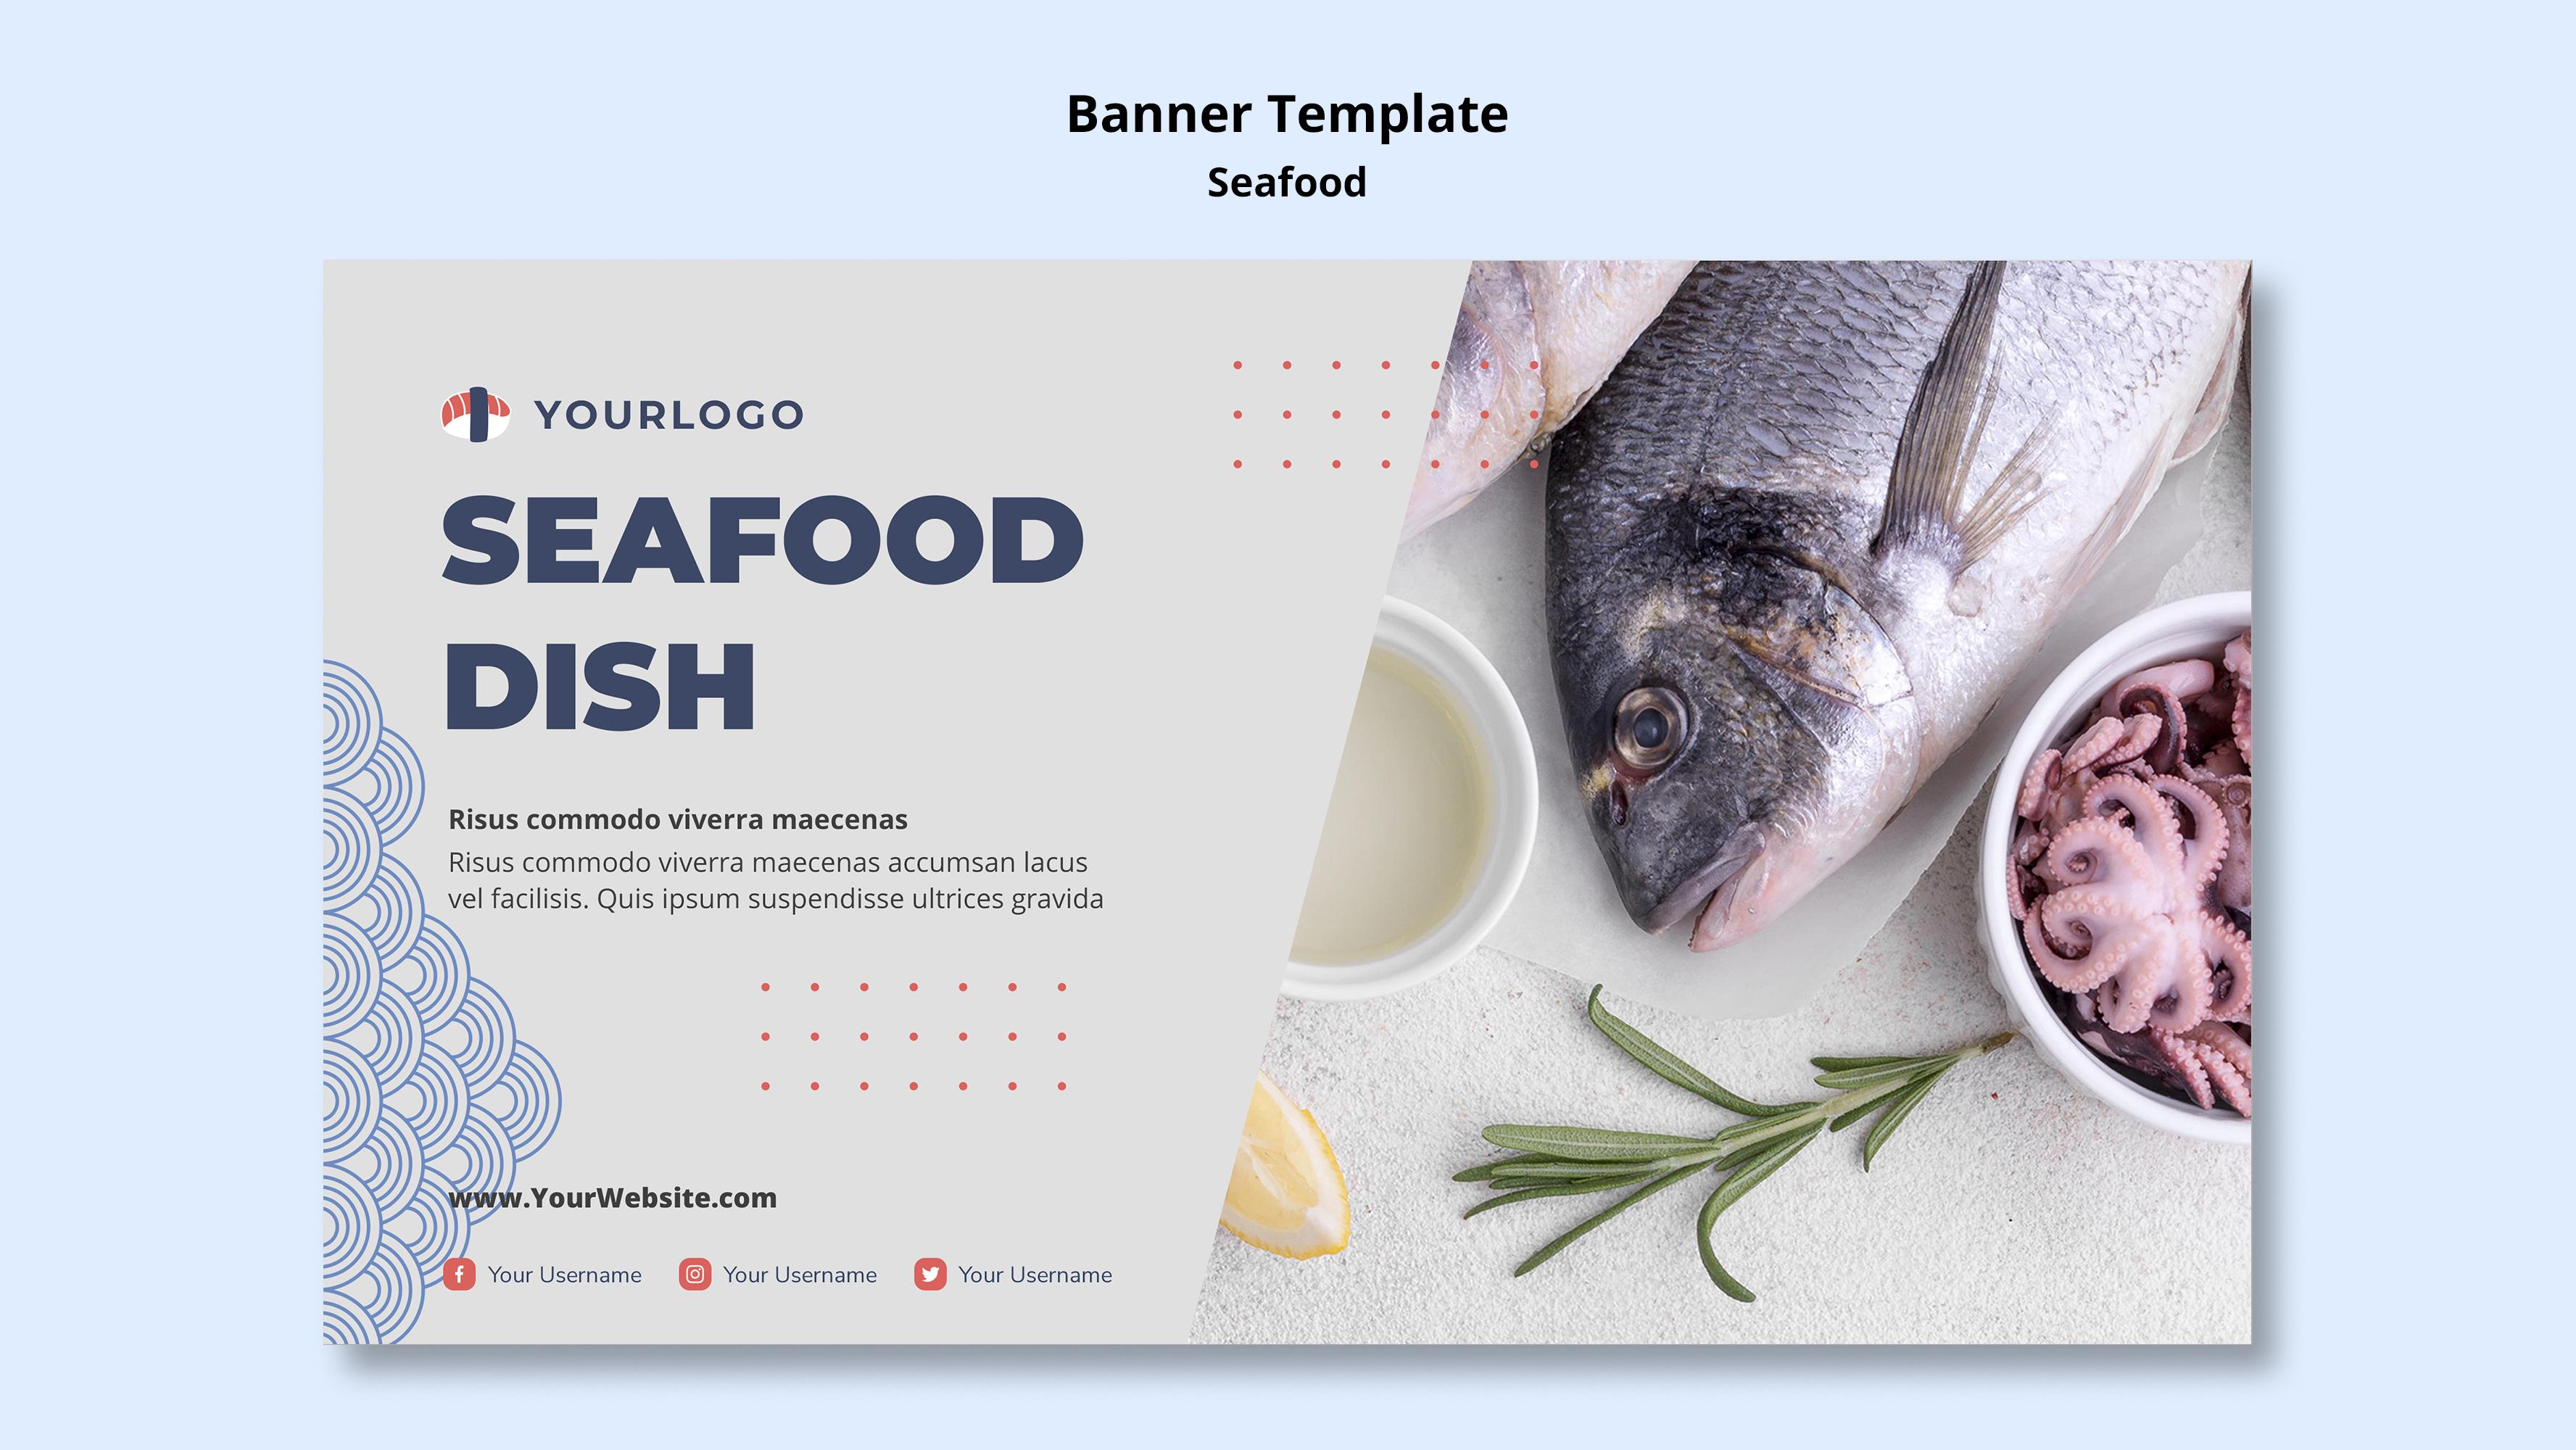 Banner Template
Seafood
YOURLOGO
SEAFOOD
DISH
Risus commodo viverra maecenas
Risus commodo viverra maecenas accumsan lacus
vel facilisis. Quis ipsum suspendisse ultrices gravida
www.YourWebsite.com
Your Username Your Username Your Username